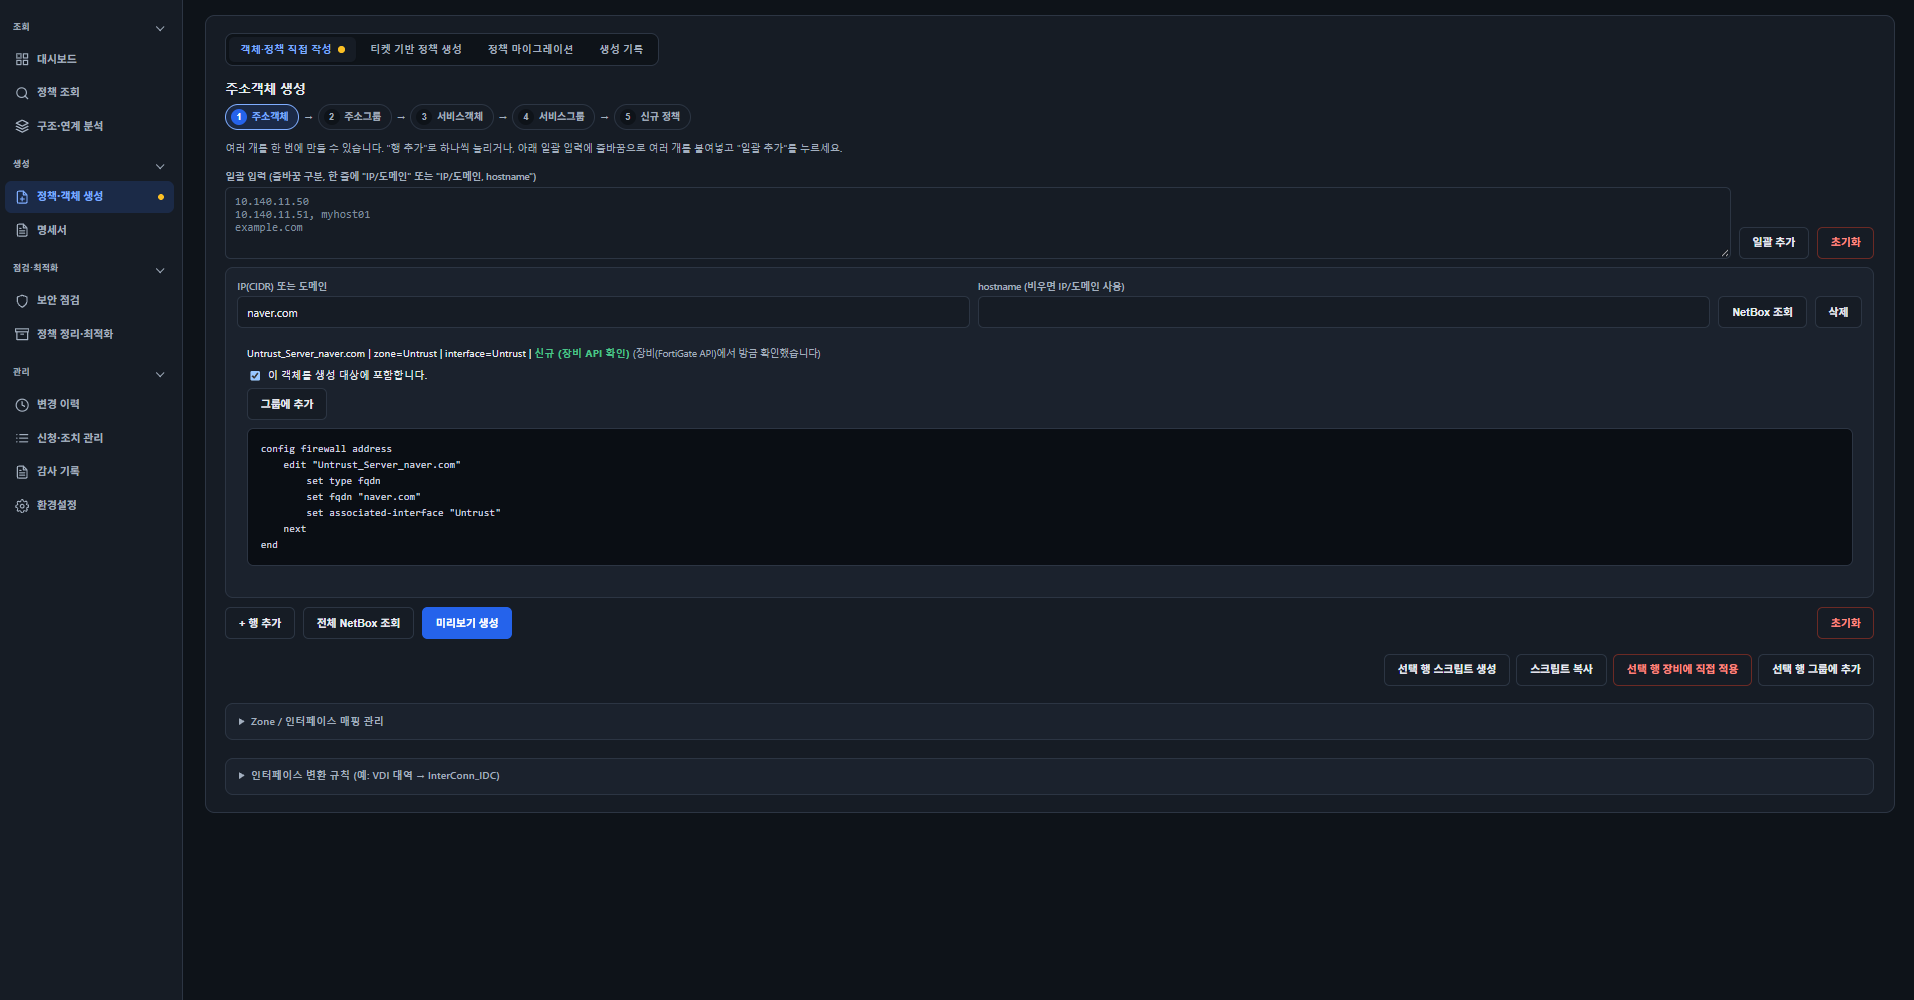 조회
대시보드
정책 조회
구조·연계 분석
생성
정책·객체 생성
명세서
점검·최적화
보안 점검
정책 정리·최적화
관리
변경 이력
신청·조치 관리
감사 기록
환경설정
객체·정책 직접 작성
티켓 기반 정책 생성
정책 마이그레이션
생성 기록
주소객체 생성
1 주소객체 → 2 주소그룹 → 3 서비스객체 → 4 서비스그룹 → 5 신규 정책
여러 개를 한 번에 만들 수 있습니다. "행 추가"로 하나씩 늘리거나, 아래 일괄 입력에 줄바꿈으로 여러 개를 붙여넣고 "일괄 추가"를 누르세요.
일괄 입력 (줄바꿈 구분, 한 줄에 "IP/도메인" 또는 "IP/도메인, hostname")
10.140.11.50
10.140.11.51, myhost01
example.com
일괄 추가
초기화
IP(CIDR) 또는 도메인
hostname (비우면 IP/도메인 사용)
naver.com
NetBox 조회
삭제
Untrust_Server_naver.com | zone=Untrust | interface=Untrust | 신규 (장비 API 확인) (장비(FortiGate API)에서 방금 확인했습니다)
이 객체를 생성 대상에 포함합니다.
그룹에 추가
config firewall address
    edit "Untrust_Server_naver.com"
        set type fqdn
        set fqdn "naver.com"
        set associated-interface "Untrust"
    next
end
+ 행 추가
전체 NetBox 조회
미리보기 생성
초기화
선택 행 스크립트 생성
스크립트 복사
선택 행 장비에 직접 적용
선택 행 그룹에 추가
▶ Zone / 인터페이스 매핑 관리
▶ 인터페이스 변환 규칙 (예: VDI 대역 → InterConn_IDC)